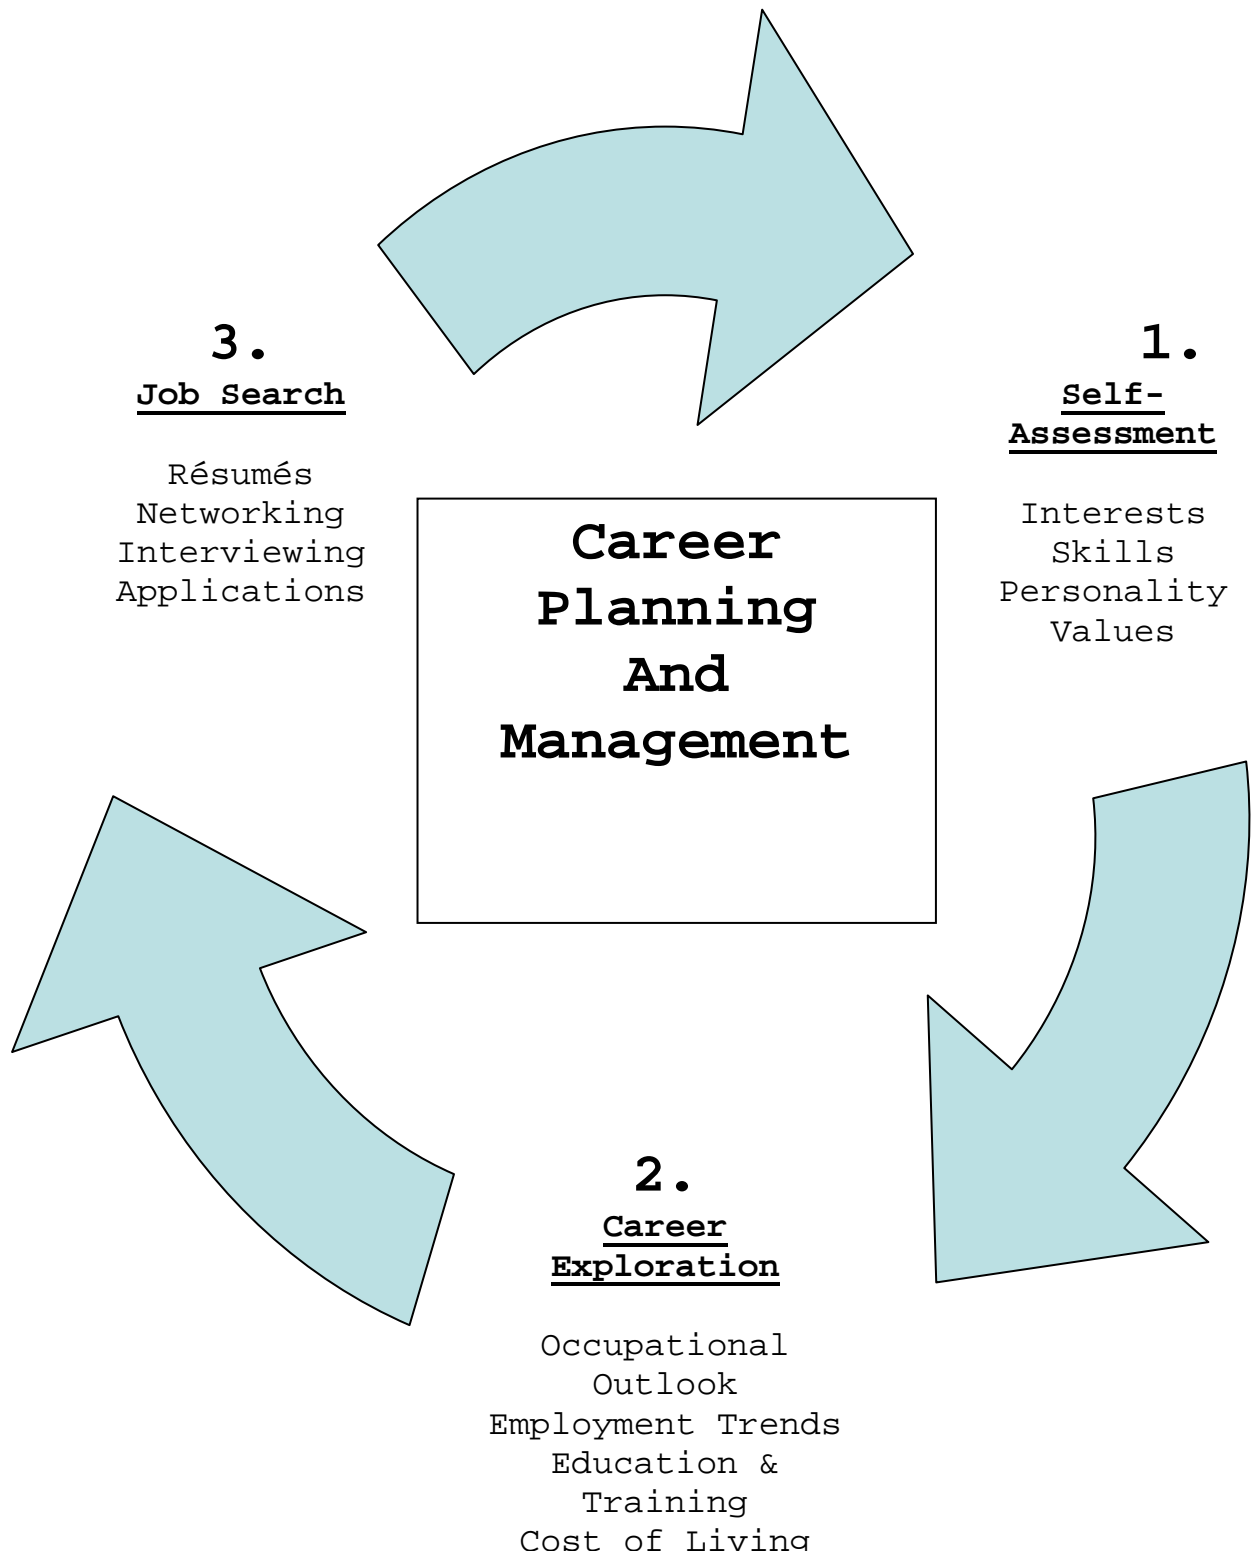 3.
Job Search
Résumés
Networking
Interviewing
Applications
1.
Self-
Assessment
Interests
Skills
Personality
Values
Career
Planning
And
Management
2.
Career
Exploration
Occupational
Outlook
Employment Trends
Education &
Training
Cost of Living